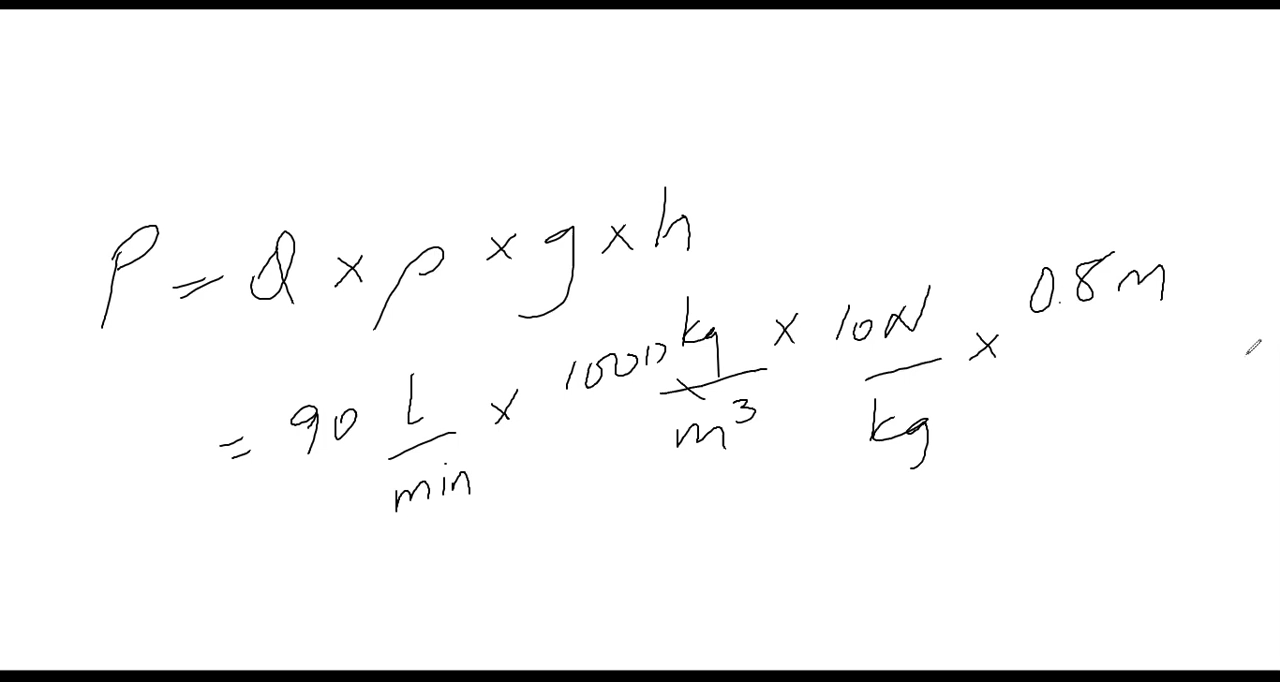 P = Q × ρ × g × h
= 90 L/min × 1000 kg/m³ × 10 N/kg × 0.8 m